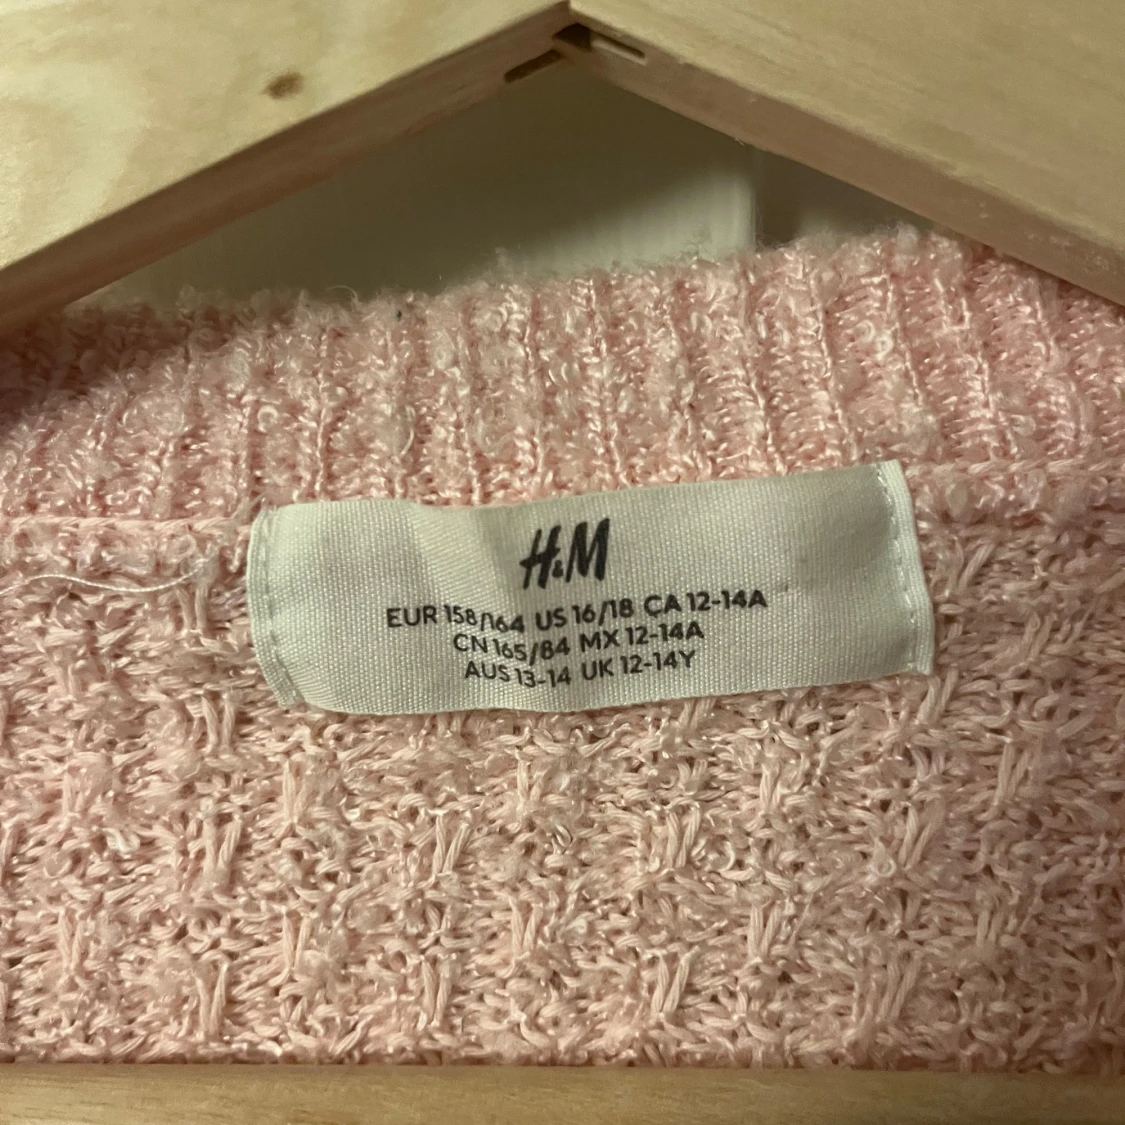 H&M
EUR 158/164 US 16/18 CA 12-14A
CN 165/84 MX 12-14A
AUS 13-14 UK 12-14Y